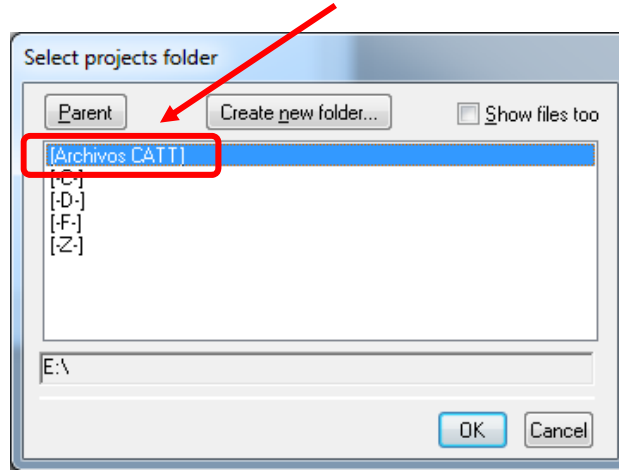 Select projects folder
Parent
Create new folder...
Show files too
[Archivos CATT]
[-C-]
[-D-]
[-F-]
[-Z-]
E:\
OK
Cancel